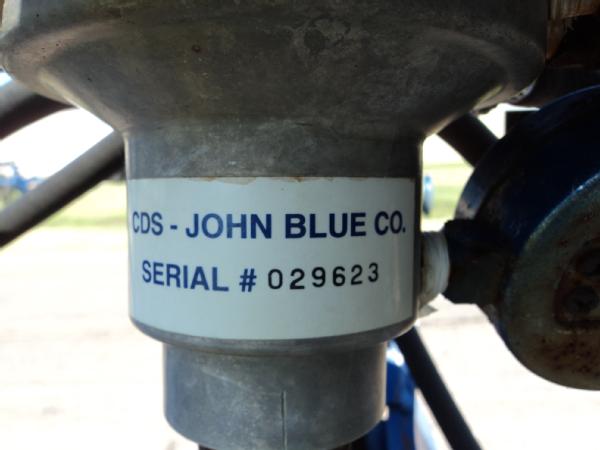 CDS - JOHN BLUE CO.
SERIAL # 029623